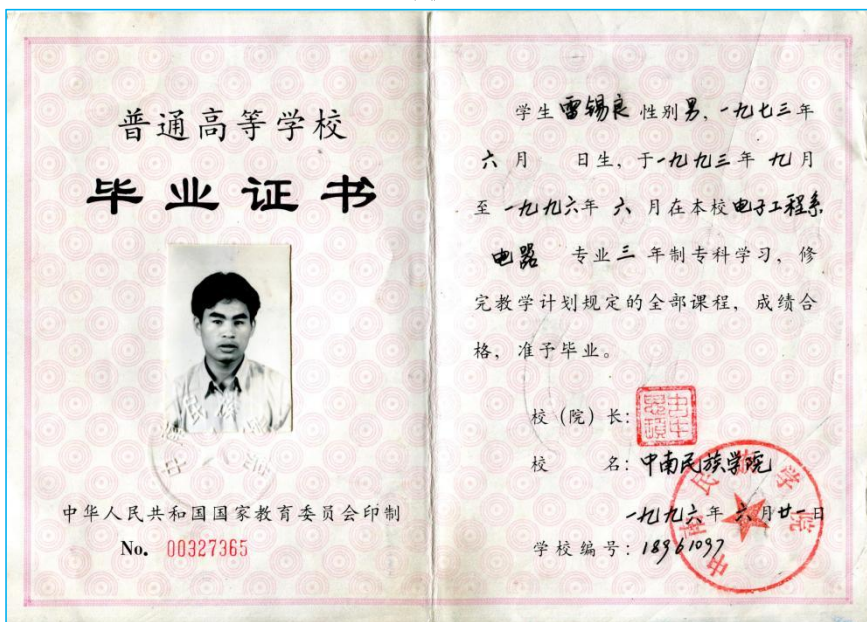 普通高等学校
毕业证书
中华人民共和国国家教育委员会印制
No. 00327365
学生雷锡良性别男,一九七三年
六月 日生,于一九九三年九月
至一九九六年六月在本校电子工程系
电器 专业三年制专科学习,修
完教学计划规定的全部课程,成绩合
格,准予毕业。
校(院)长:
校 名:中南民族学院
一九九六年六月廿一日
学校编号:18961097
中南民族学院